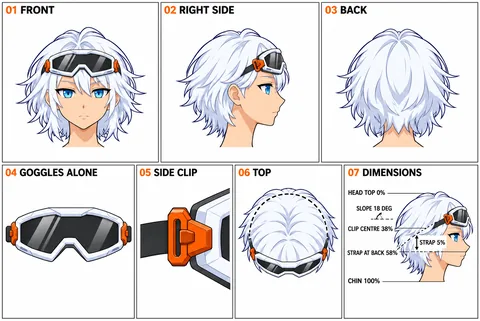 01 FRONT
02 RIGHT SIDE
03 BACK
04 GOGGLES ALONE
05 SIDE CLIP
06 TOP
07 DIMENSIONS
HEAD TOP 0%
SLOPE 18 DEG
CLIP CENTRE 38%
STRAP 5%
STRAP AT BACK 58%
CHIN 100%